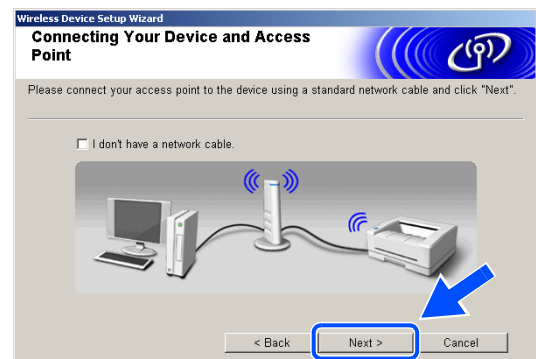 Wireless Device Setup Wizard
Connecting Your Device and Access
Point
Please connect your access point to the device using a standard network cable and click "Next".
I don't have a network cable.
< Back
Next >
Cancel